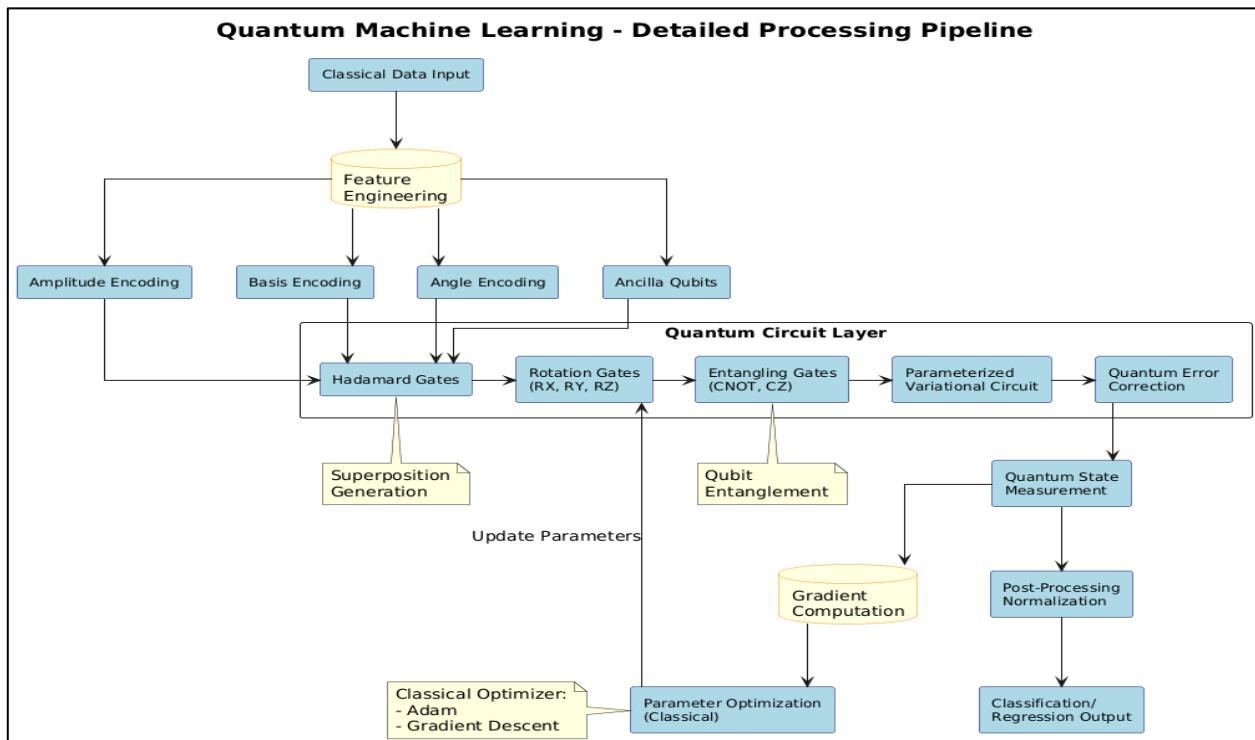 Quantum Machine Learning - Detailed Processing Pipeline
Classical Data Input
Feature
Engineering
Amplitude Encoding
Basis Encoding
Angle Encoding
Ancilla Qubits
Quantum Circuit Layer
Hadamard Gates
Rotation Gates
(RX, RY, RZ)
Entangling Gates
(CNOT, CZ)
Parameterized
Variational Circuit
Quantum Error
Correction
Superposition
Generation
Qubit
Entanglement
Quantum State
Measurement
Update Parameters
Gradient
Computation
Post-Processing
Normalization
Classical Optimizer:
- Adam
- Gradient Descent
Parameter Optimization
(Classical)
Classification/
Regression Output